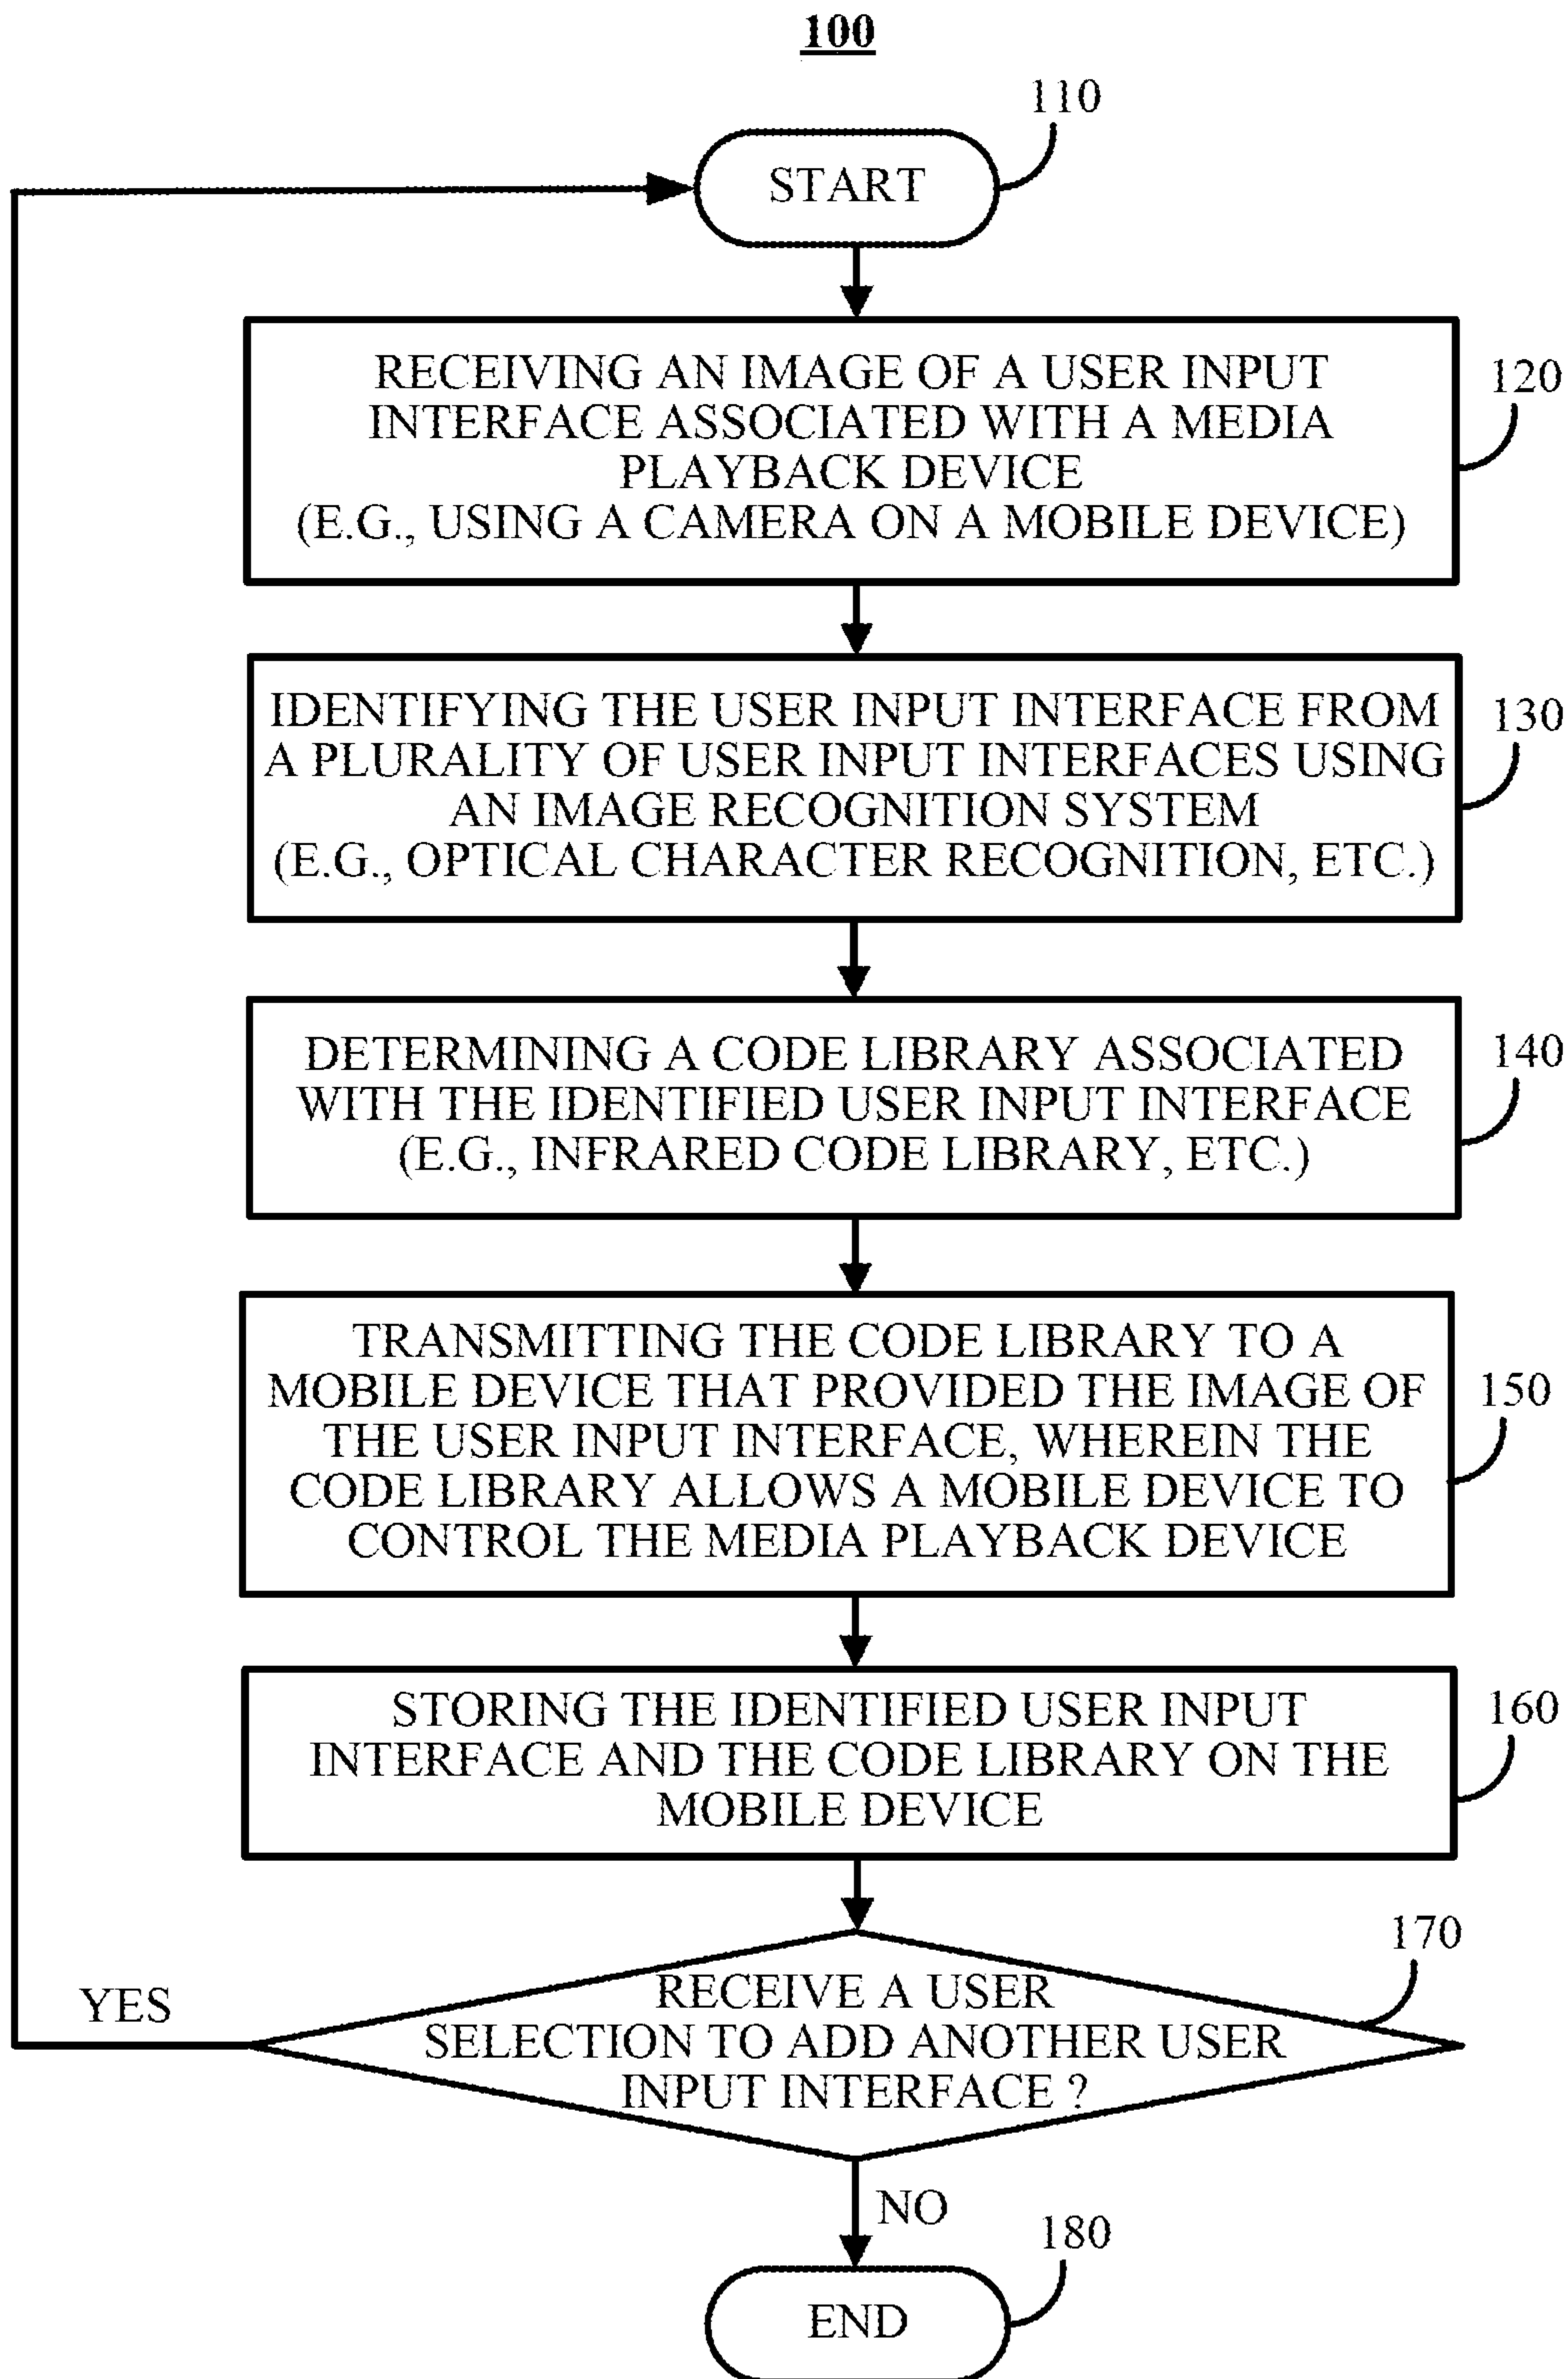 100
110
START
RECEIVING AN IMAGE OF A USER INPUT
INTERFACE ASSOCIATED WITH A MEDIA
PLAYBACK DEVICE
(E.G., USING A CAMERA ON A MOBILE DEVICE)
120
IDENTIFYING THE USER INPUT INTERFACE FROM
A PLURALITY OF USER INPUT INTERFACES USING
AN IMAGE RECOGNITION SYSTEM
(E.G., OPTICAL CHARACTER RECOGNITION, ETC.)
130
DETERMINING A CODE LIBRARY ASSOCIATED
WITH THE IDENTIFIED USER INPUT INTERFACE
(E.G., INFRARED CODE LIBRARY, ETC.)
140
TRANSMITTING THE CODE LIBRARY TO A
MOBILE DEVICE THAT PROVIDED THE IMAGE OF
THE USER INPUT INTERFACE, WHEREIN THE
CODE LIBRARY ALLOWS A MOBILE DEVICE TO
CONTROL THE MEDIA PLAYBACK DEVICE
150
STORING THE IDENTIFIED USER INPUT
INTERFACE AND THE CODE LIBRARY ON THE
MOBILE DEVICE
160
170
YES
RECEIVE A USER
SELECTION TO ADD ANOTHER USER
INPUT INTERFACE ?
NO
180
END